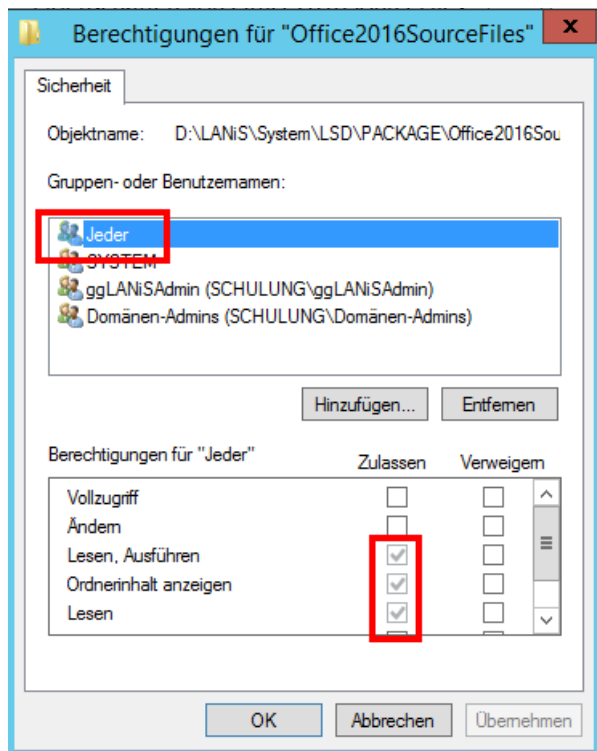 Berechtigungen für "Office2016SourceFiles"
x
Sicherheit
Objektname: D:\LANiS\System\LSD\PACKAGE\Office2016Sou
Gruppen- oder Benutzernamen:
Jeder
SYSTEM
ggLANiSAdmin (SCHULUNG\ggLANiSAdmin)
Domänen-Admins (SCHULUNG\Domänen-Admins)
Hinzufügen... Entfernen
Berechtigungen für "Jeder" Zulassen Verweigern
Vollzugriff
Ändern
Lesen, Ausführen
Ordnerinhalt anzeigen
Lesen
OK Abbrechen Übernehmen